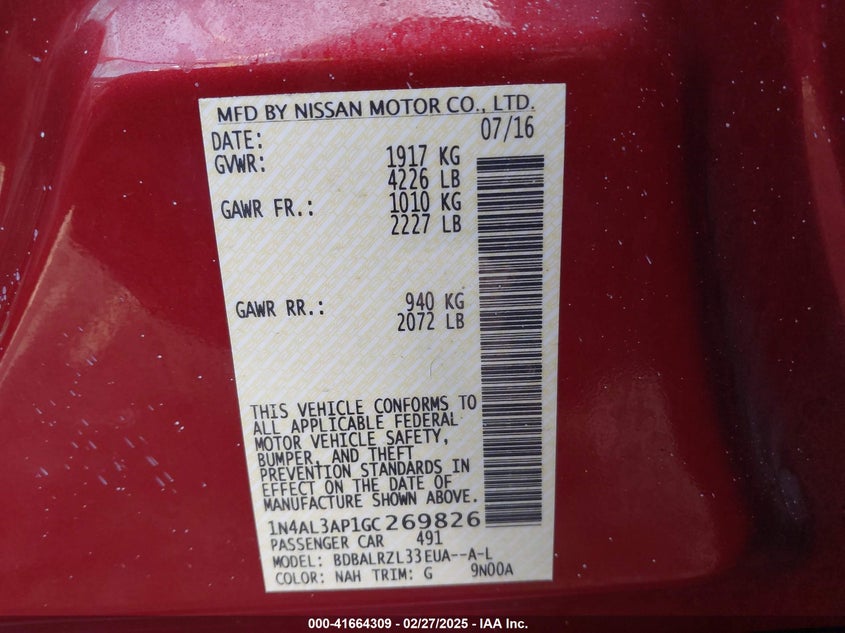 MFD BY NISSAN MOTOR CO., LTD.
DATE: 07/16
GVWR: 1917 KG
4226 LB
GAWR FR.: 1010 KG
2227 LB
GAWR RR.: 940 KG
2072 LB
THIS VEHICLE CONFORMS TO
ALL APPLICABLE FEDERAL
MOTOR VEHICLE SAFETY,
BUMPER, AND THEFT
PREVENTION STANDARDS IN
EFFECT ON THE DATE OF
MANUFACTURE SHOWN ABOVE.
1N4AL3AP1GC269826
PASSENGER CAR 491
MODEL: BDBALRZL33EUA--A-L
COLOR: NAH TRIM: G 9N00A
000-41664309 - 02/27/2025 - IAA Inc.